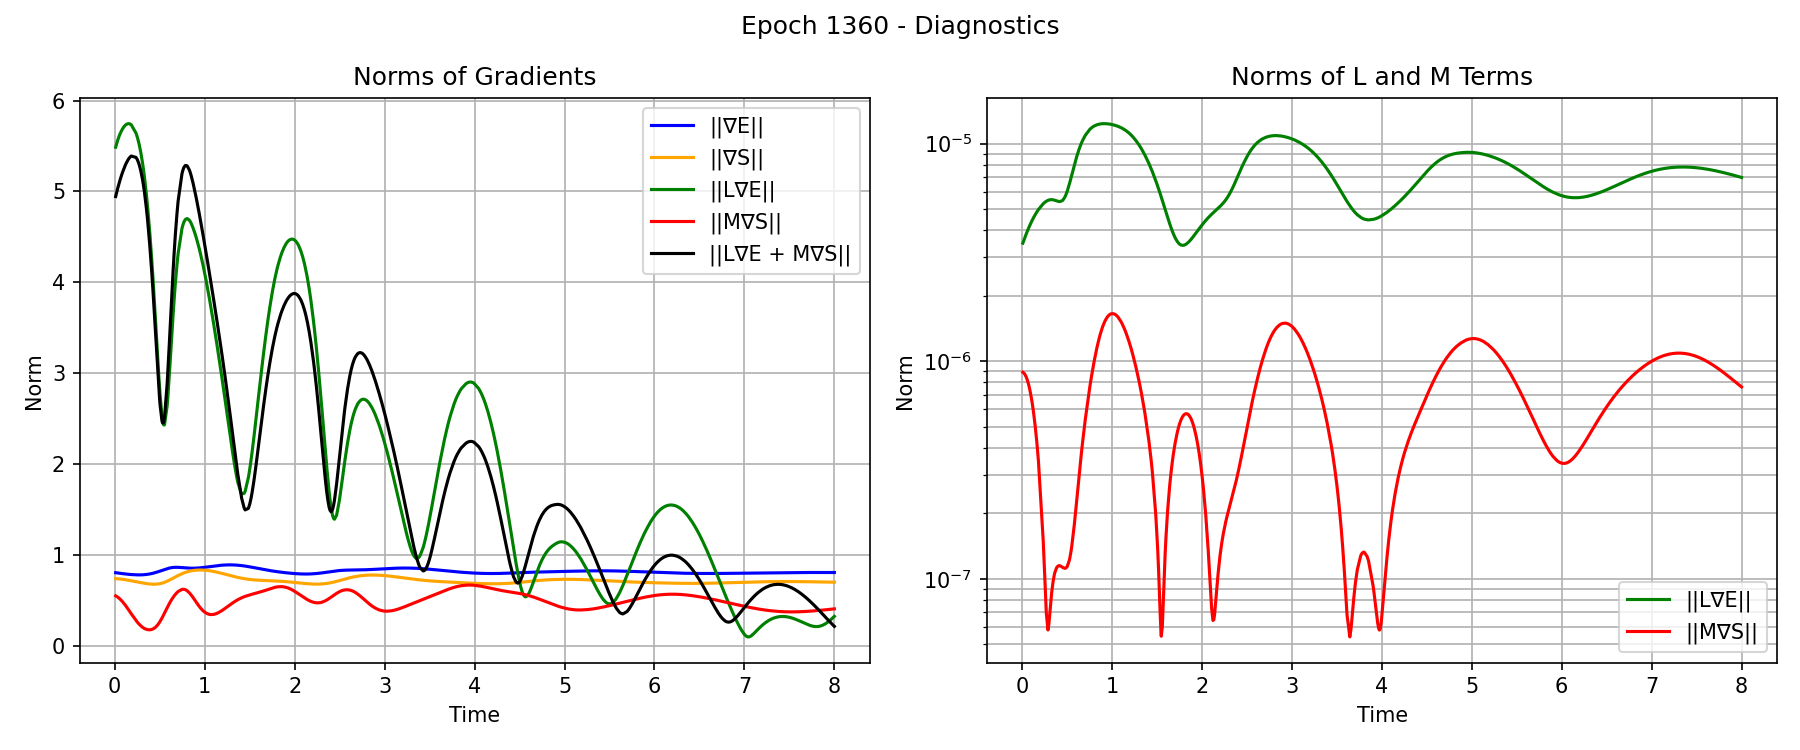 Epoch 1360 - Diagnostics
Norms of Gradients
6
5
4
3
2
1
0
Norm
0 1 2 3 4 5 6 7 8
Time
||∇E||
||∇S||
||L∇E||
||M∇S||
||L∇E + M∇S||
Norms of L and M Terms
10⁻⁵
10⁻⁶
10⁻⁷
Norm
0 1 2 3 4 5 6 7 8
Time
||L∇E||
||M∇S||